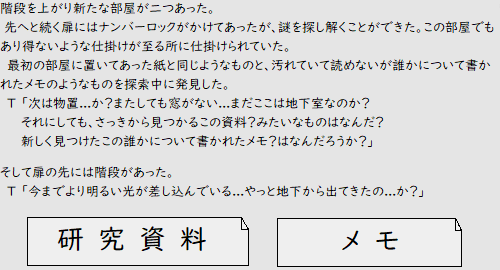 階段を上がり新たな部屋が二つあった。
先へと続く扉にはナンバーロックがかけてあったが、謎を探し解くことができた。この部屋でも
あり得ないような仕掛けが至る所に仕掛けられていた。
最初の部屋に置いてあった紙と同じようなものと、汚れていて読めないが誰かについて書か
れたメモのようなものを探索中に発見した。
T 「次は物置…か?またしても窓がない…まだここは地下室なのか?
それにしても、さっきから見つかるこの資料?みたいなものはなんだ?
新しく見つけたこの誰かについて書かれたメモ?はなんだろうか?」
そして扉の先には階段があった。
T 「今までより明るい光が差し込んでいる…やっと地下から出てきたの…か?」
研究資料
メモ